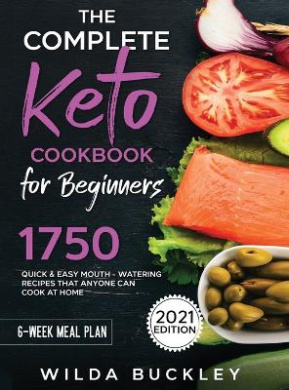 THE
COMPLETE
Keto
COOKBOOK
for Beginners
1750
QUICK & EASY MOUTH - WATERING
RECIPES THAT ANYONE CAN
COOK AT HOME
2021
EDITION
6-WEEK MEAL PLAN
WILDA BUCKLEY